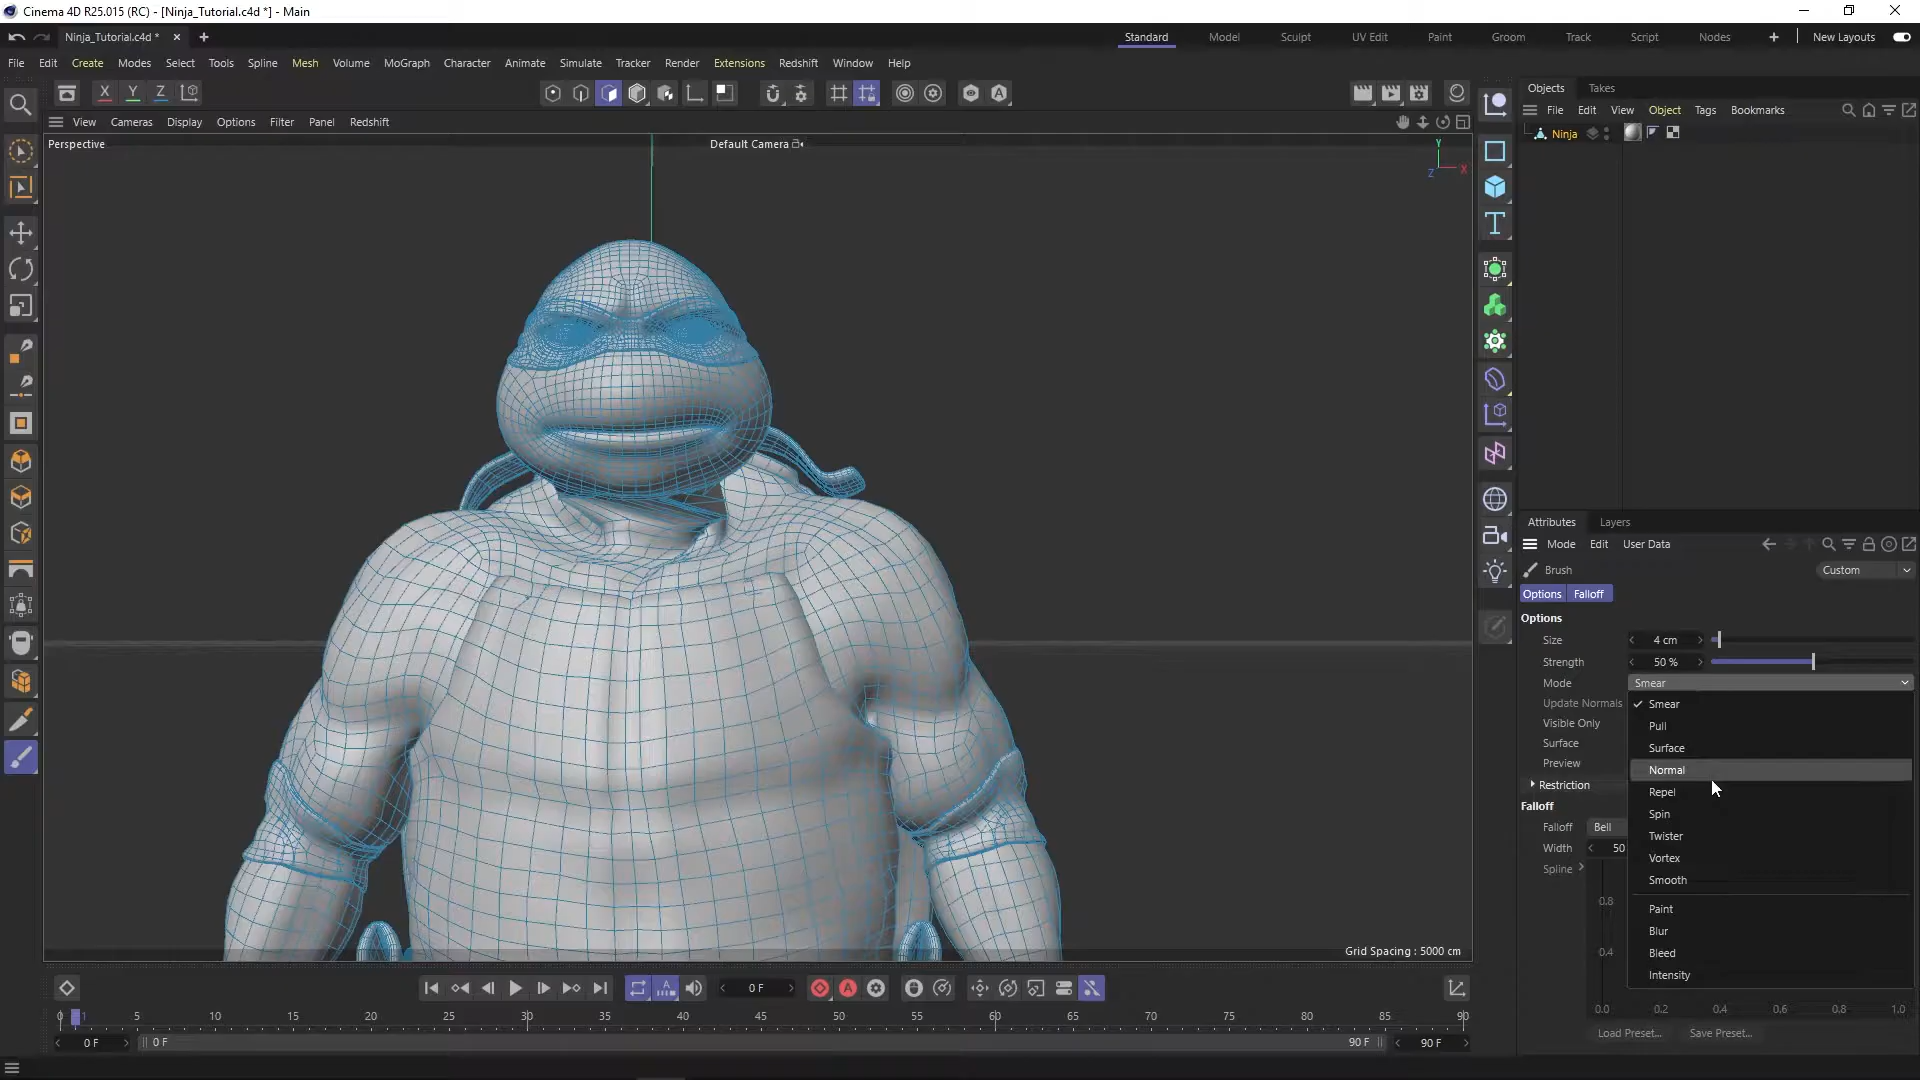 Cinema 4D R25.015 (RC) - [Ninja_Tutorial.c4d *] - Main
Ninja_Tutorial.c4d *
Standard Model Sculpt UV Edit Paint Groom Track Script Nodes New Layouts
File Edit Create Modes Select Tools Spline Mesh Volume MoGraph Character Animate Simulate Tracker Render Extensions Redshift Window Help
X Y Z
Objects Takes
File Edit View Object Tags Bookmarks
View Cameras Display Options Filter Panel Redshift
Ninja
Perspective
Default Camera
Y
X
Z
Attributes Layers
Mode Edit User Data
Brush
Custom
Options Falloff
Options
Size 4 cm
Strength 50 %
Mode Smear
Update Normals
Visible Only
Surface
Preview
Restriction
Falloff
Falloff Bell
Width 50
Spline
Smear
Pull
Surface
Normal
Repel
Spin
Twister
Vortex
Smooth
Paint
Blur
Bleed
Intensity
0.8
0.4
0.0 0.2 0.4 0.6 0.8 1.0
Load Preset... Save Preset...
Grid Spacing : 5000 cm
0 F
0 1 5 10 15 20 25 30 35 40 45 50 55 60 65 70 75 80 85 90
0 F 0 F 90 F 90 F